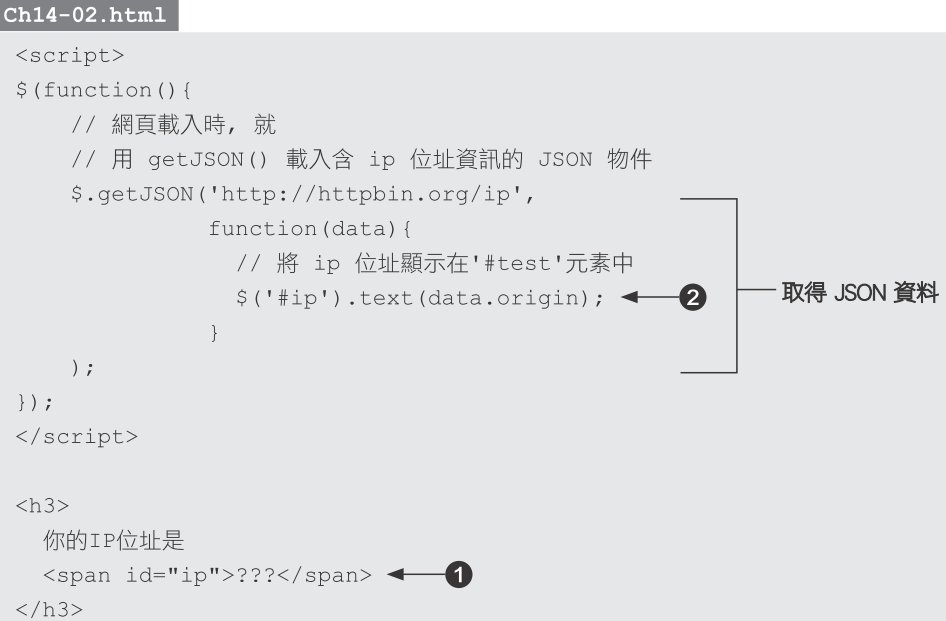 Ch14-02.html
<script>
$(function(){
    // 網頁載入時, 就
    // 用 getJSON() 載入含 ip 位址資訊的 JSON 物件
    $.getJSON('http://httpbin.org/ip',
              function(data){
                // 將 ip 位址顯示在'#test'元素中
                $('#ip').text(data.origin); ❷ 取得 JSON 資料
              }
    );
});
</script>

<h3>
  你的IP位址是
  <span id="ip">???</span> ❶
</h3>